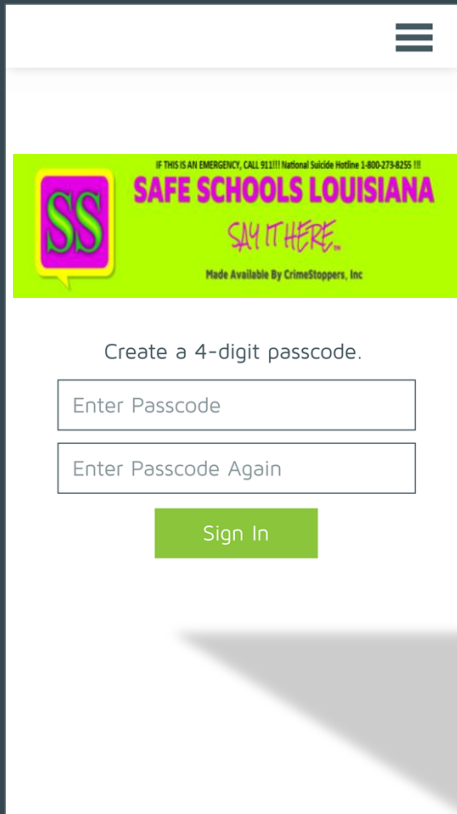 IF THIS IS AN EMERGENCY, CALL 911!!! National Suicide Hotline 1-800-273-8255 !!!
SS
SAFE SCHOOLS LOUISIANA
SAY IT HERE™
Made Available By CrimeStoppers, Inc
Create a 4-digit passcode.
Enter Passcode
Enter Passcode Again
Sign In